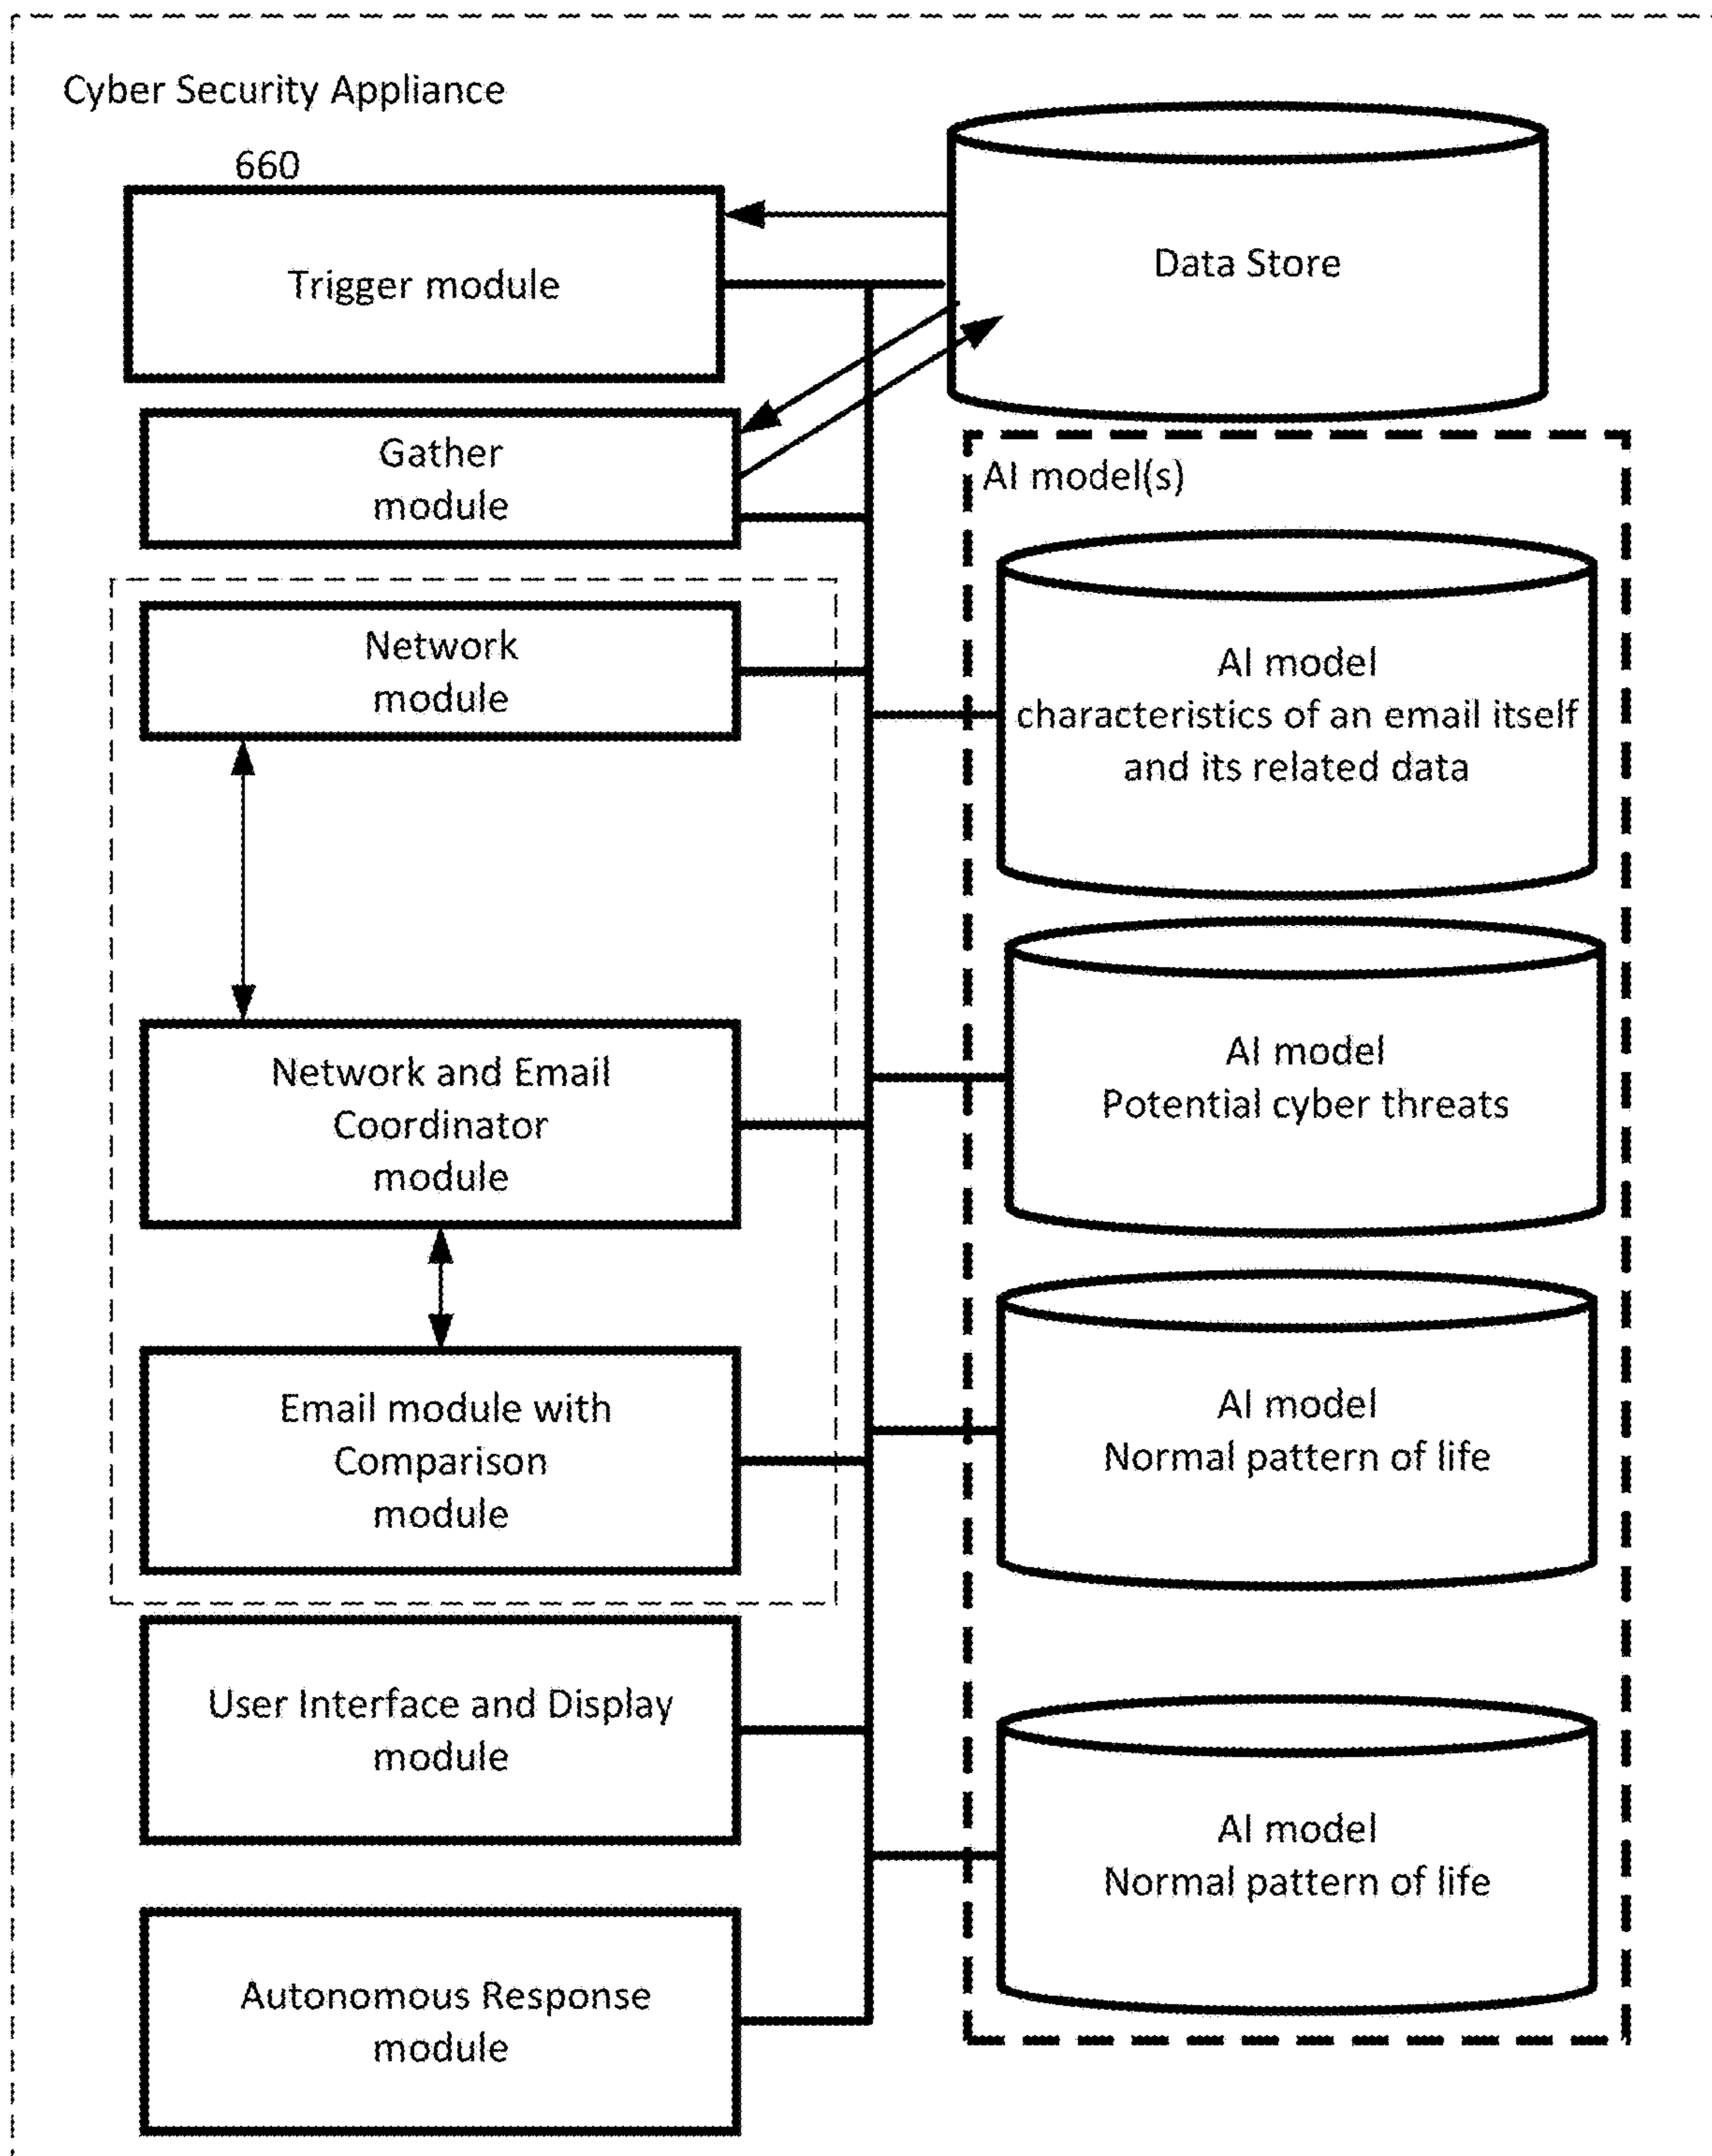 Cyber Security Appliance
660
Trigger module
Data Store
Gather
module
AI model(s)
Network
module
AI model
characteristics of an email itself
and its related data
Network and Email
Coordinator
module
AI model
Potential cyber threats
Email module with
Comparison
module
AI model
Normal pattern of life
User Interface and Display
module
AI model
Normal pattern of life
Autonomous Response
module